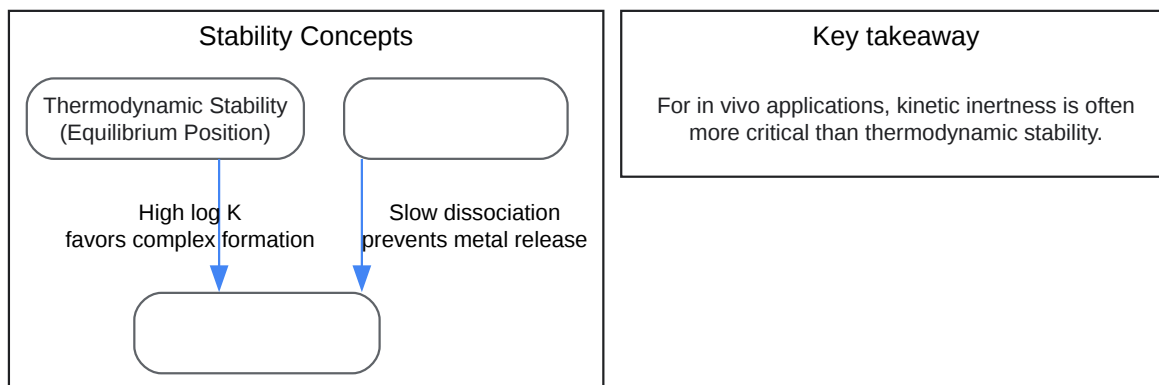 Stability Concepts
Thermodynamic Stability
(Equilibrium Position)
High log K
favors complex formation
Slow dissociation
prevents metal release
Key takeaway
For in vivo applications, kinetic inertness is often
more critical than thermodynamic stability.